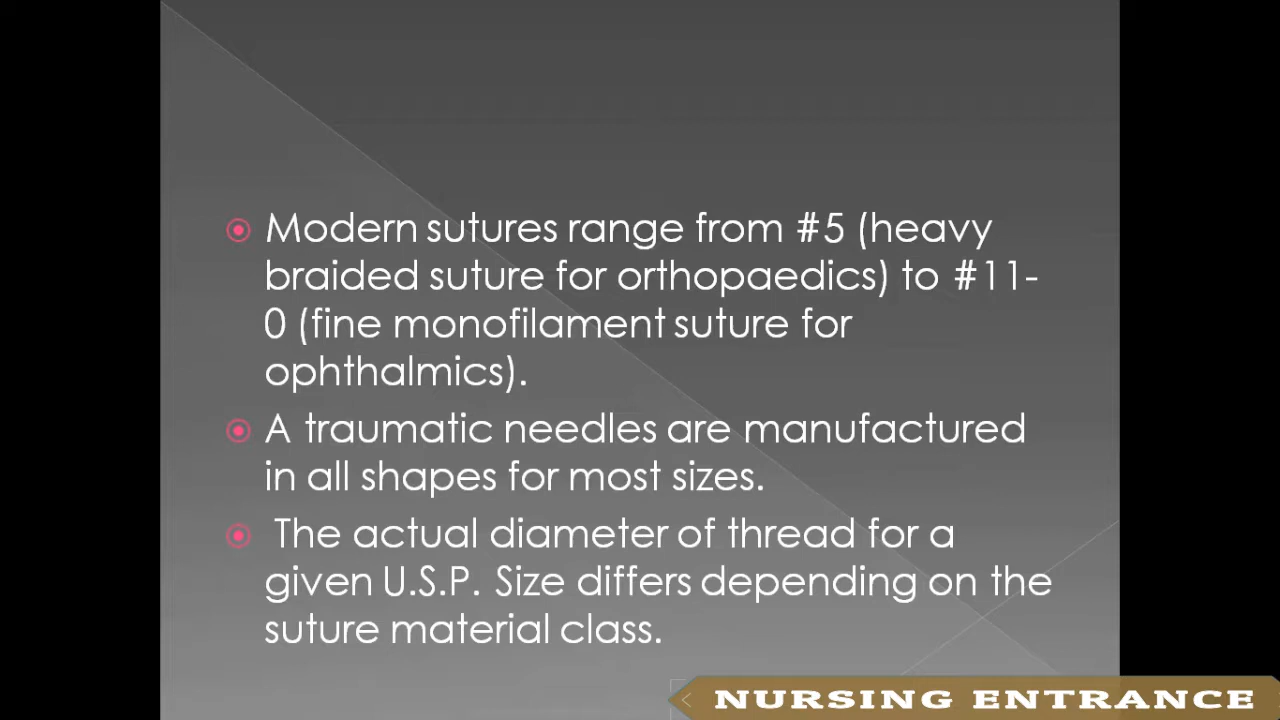 Modern sutures range from #5 (heavy
braided suture for orthopaedics) to #11-
0 (fine monofilament suture for
ophthalmics).
A traumatic needles are manufactured
in all shapes for most sizes.
The actual diameter of thread for a
given U.S.P. Size differs depending on the
suture material class.
NURSING ENTRANCE